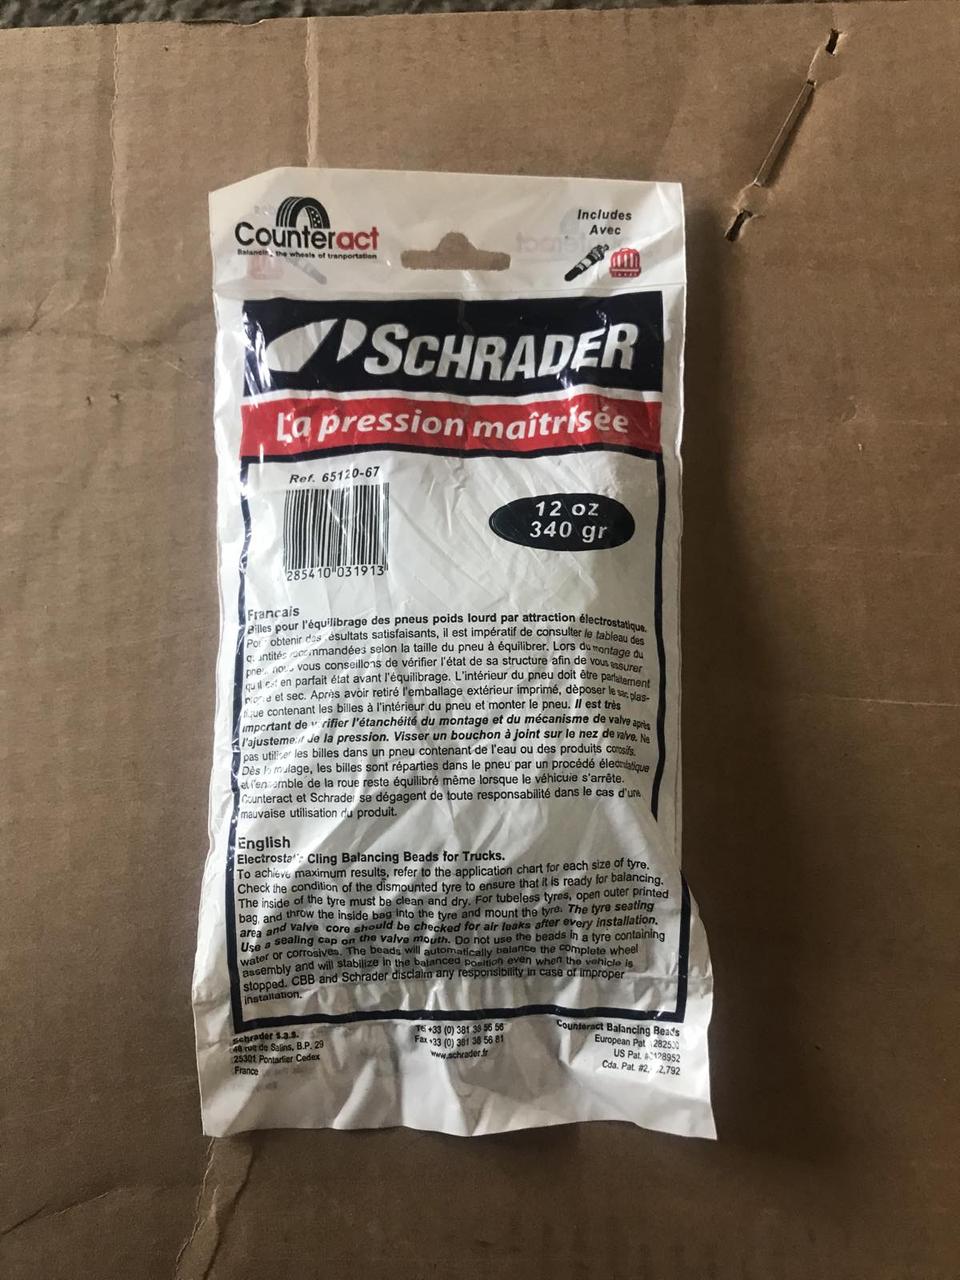 Counteract
Balancing the wheels of tranportation
Includes
Avec
SCHRADER
La pression maîtrisée
Ref. 65120-67
285410 031913
12 oz
340 gr
Francais
Billes pour l'équilibrage des pneus poids lourd par attraction électrostatique.
obtenir des résultats satisfaisants, il est impératif de consulter le tableau des
quantités recommandées selon la taille du pneu à équilibrer. Lors du montage du
pneu nous vous conseillons de vérifier l'état de sa structure afin de vous assurer
qu'il est en parfait état avant l'équilibrage. L'intérieur du pneu doit être parfaitement
propre et sec. Après avoir retiré l'emballage extérieur imprimé, dèposer le sac plas-
tique contenant les billes à l'intérieur du pneu et monter le pneu. Il est très
important de vérifier l'étanchéité du montage et du mécanisme de valve après
l'ajustement de la pression. Visser un bouchon à joint sur le nez de valve. Ne
pas utiliser les billes dans un pneu contenant de l'eau ou des produits corrosifs.
Dès le roulage, les billes sont réparties dans le pneu par un procédé
et l'ensemble de la roue reste équilibré même lorsque le véhicule s'arrête.
Counteract et Schrader se dégagent de toute responsabilité dans le cas d'une
mauvaise utilisation du produit.
English
Electrostatic Cling Balancing Beads for Trucks.
To achieve maximum results, refer to the application chart for each size of tyre.
Check the condition of the dismounted tyre to ensure that it is ready for balancing.
The inside of the tyre must be clean and dry. For tubeless tyres, open outer printed
bag, and throw the inside bag into the tyre and mount the tyre. The tyre seating
area and valve core should be checked for air leaks after every installation.
Use a sealing cap on the valve mouth. Do not use the beads in a tyre containing
water or corrosives. The beads will automatically balance the complete wheel
assembly and will stabilize in the balanced position even when the vehicle is
stopped. CBB and Schrader disclaim any responsibility in case of improper
installation.
Schrader s.a.s.
48 rue de Salins, B.P. 29
25301 Pontarlier Cedex
France
Tél +33 (0) 381 38 56 56
Fax +33 (0) 381 38 56 81
www.schrader.fr
Counteract Balancing Beads
European Pat
US Pat.
Cda. Pat.